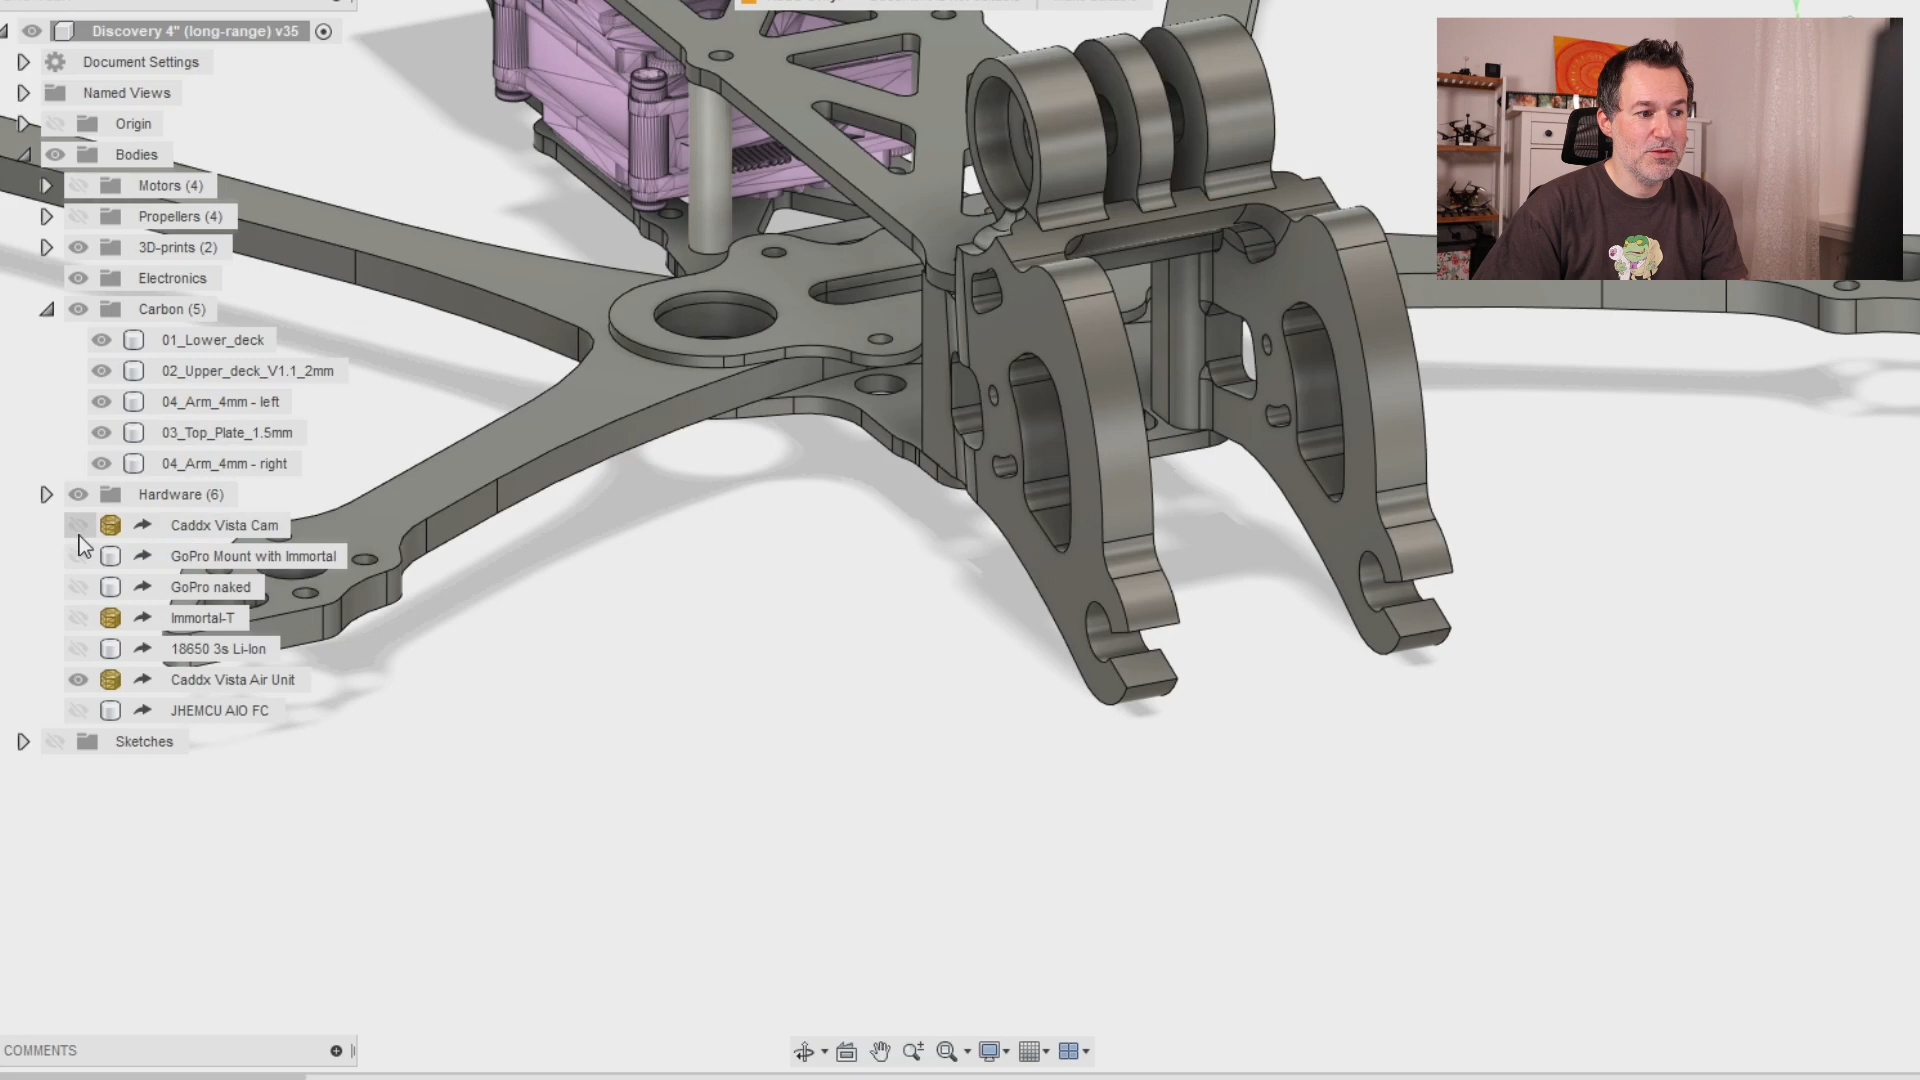 Discovery 4" (long-range) v35
Document Settings
Named Views
Origin
Bodies
Motors (4)
Propellers (4)
3D-prints (2)
Electronics
Carbon (5)
01_Lower_deck
02_Upper_deck_V1.1_2mm
04_Arm_4mm - left
03_Top_Plate_1.5mm
04_Arm_4mm - right
Hardware (6)
Caddx Vista Cam
GoPro Mount with Immortal
GoPro naked
Immortal-T
18650 3s Li-Ion
Caddx Vista Air Unit
JHEMCU AIO FC
Sketches
COMMENTS